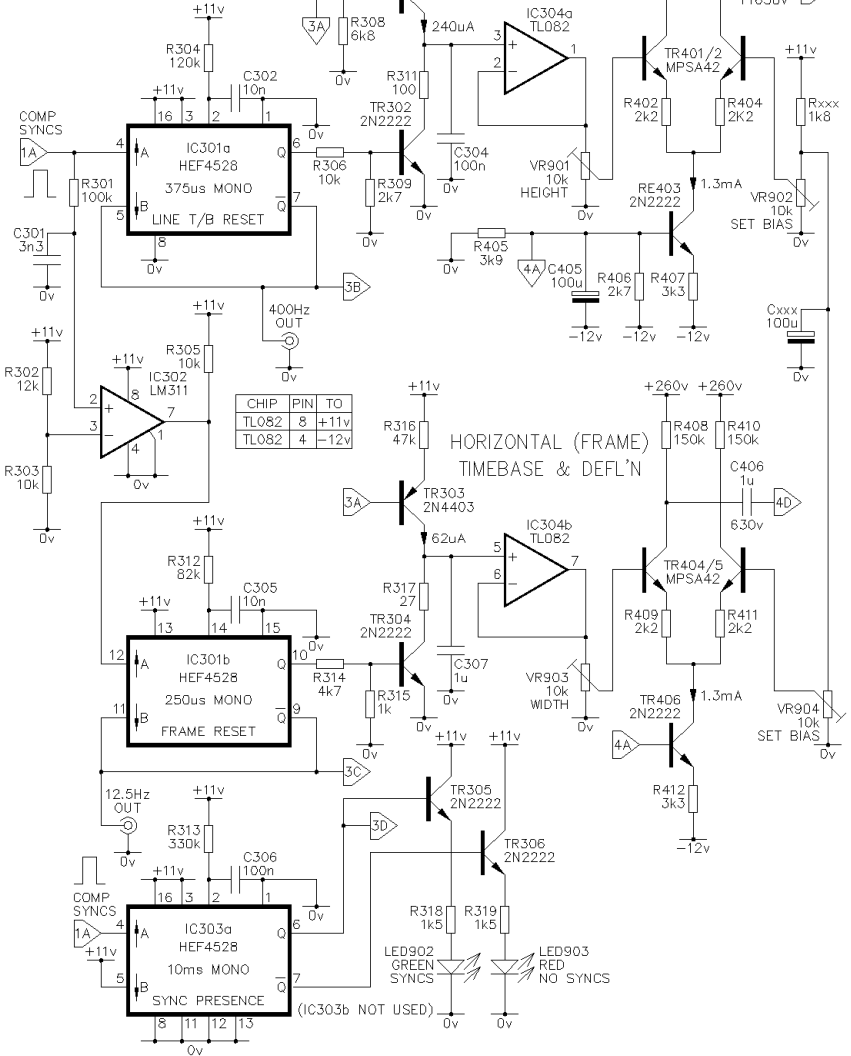 +11v
R304
120k
C302
10n
+11v
16 3 2 1
0v
COMP
SYNCS
1A
4
A
IC301a
HEF4528
375us MONO
LINE T/B RESET
Q
6
Q
7
B
5
8
0v
R301
100k
C301
3n3
0v
R306
10k
R309
2k7
0v
3A
R308
6k8
0v
240uA
R311
100
TR302
2N2222
0v
C304
100n
0v
IC304a
TL082
3
+
2
−
1
VR901
10k
HEIGHT
0v
TR401/2
MPSA42
R402
2k2
R404
2K2
1.3mA
RE403
2N2222
+11v
Rxxx
1k8
VR902
10k
SET BIAS
0v
0v
R405
3k9
4A
C405
100u
R406
2k7
R407
3k3
−12v
−12v
−12v
Cxxx
100u
0v
3B
400Hz
OUT
0v
+11v
R302
12k
R303
10k
0v
+11v
R305
10k
+11v
IC302
LM311
8
2
+
3
−
7
1
4
0v
CHIP PIN TO
TL082 8 +11v
TL082 4 −12v
+11v
R316
47k
HORIZONTAL (FRAME)
TIMEBASE & DEFL'N
3A
TR303
2N4403
62uA
R317
27
TR304
2N2222
0v
C307
1u
0v
IC304b
TL082
5
+
6
−
7
VR903
10k
WIDTH
0v
+260v
+260v
R408
150k
R410
150k
C406
1u
630v
4D
TR404/5
MPSA42
R409
2k2
R411
2k2
1.3mA
TR406
2N2222
4A
R412
3k3
−12v
VR904
10k
SET BIAS
0v
+11v
R312
82k
C305
10n
+11v
13 14 15
0v
12
A
IC301b
HEF4528
250us MONO
FRAME RESET
Q
10
Q
9
B
11
R314
4k7
R315
1k
0v
3C
12.5Hz
OUT
0v
+11v
R313
330k
C306
100n
+11v
16 3 2 1
0v
COMP
SYNCS
1A
4
A
+11v
5
B
IC303a
HEF4528
10ms MONO
SYNC PRESENCE
Q
6
Q
7
8 11 12 13
0v
(IC303b NOT USED)
3D
+11v
+11v
TR305
2N2222
TR306
2N2222
R318
1k5
R319
1k5
LED902
GREEN
SYNCS
LED903
RED
NO SYNCS
0v
0v